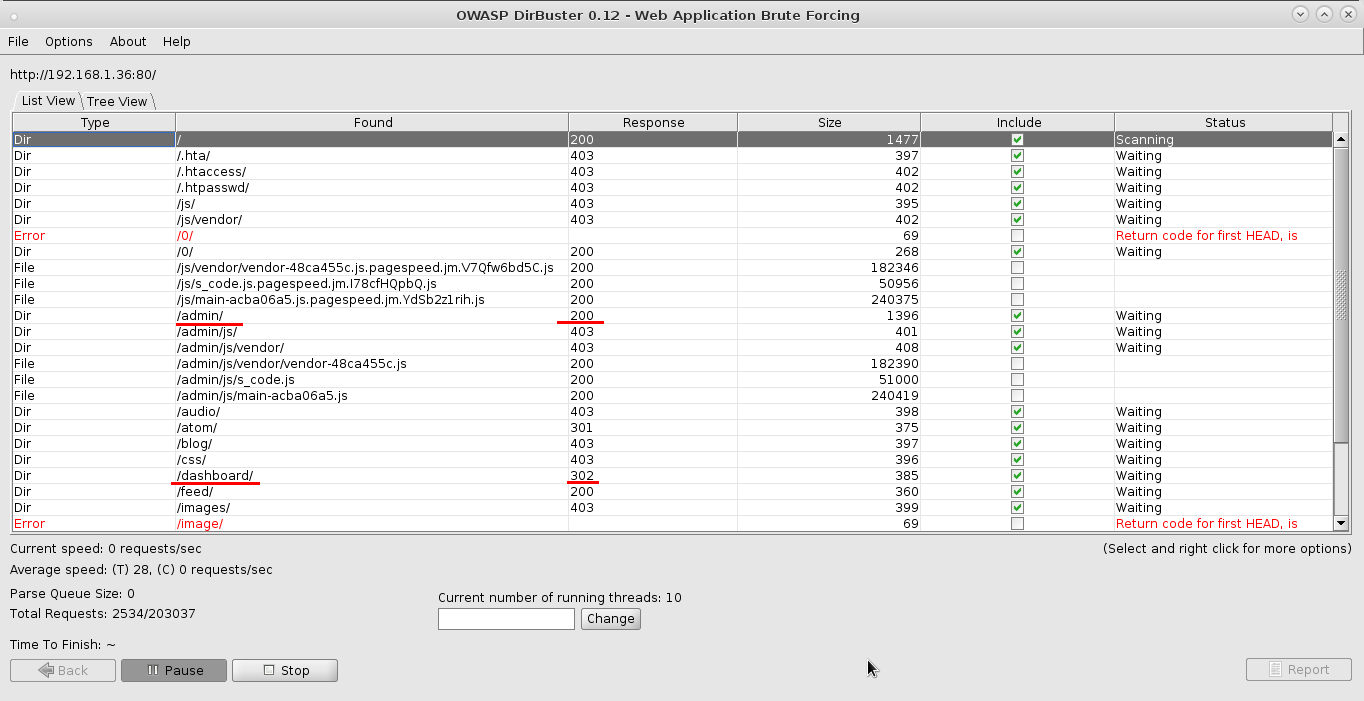 OWASP DirBuster 0.12 - Web Application Brute Forcing
File Options About Help
http://192.168.1.36:80/
List View Tree View
Type Found Response Size Include Status
Dir / 200 1477 Scanning
Dir /.hta/ 403 397 Waiting
Dir /.htaccess/ 403 402 Waiting
Dir /.htpasswd/ 403 402 Waiting
Dir /js/ 403 395 Waiting
Dir /js/vendor/ 403 402 Waiting
Error /0/ 69 Return code for first HEAD, is
Dir /0/ 200 268 Waiting
File /js/vendor/vendor-48ca455c.js.pagespeed.jm.V7Qfw6bd5C.js 200 182346
File /js/s_code.js.pagespeed.jm.I78cfHQpbQ.js 200 50956
File /js/main-acba06a5.js.pagespeed.jm.YdSb2z1rih.js 200 240375
Dir /admin/ 200 1396 Waiting
Dir /admin/js/ 403 401 Waiting
Dir /admin/js/vendor/ 403 408 Waiting
File /admin/js/vendor/vendor-48ca455c.js 200 182390
File /admin/js/s_code.js 200 51000
File /admin/js/main-acba06a5.js 200 240419
Dir /audio/ 403 398 Waiting
Dir /atom/ 301 375 Waiting
Dir /blog/ 403 397 Waiting
Dir /css/ 403 396 Waiting
Dir /dashboard/ 302 385 Waiting
Dir /feed/ 200 360 Waiting
Dir /images/ 403 399 Waiting
Error /image/ 69 Return code for first HEAD, is
Current speed: 0 requests/sec (Select and right click for more options)
Average speed: (T) 28, (C) 0 requests/sec
Parse Queue Size: 0
Current number of running threads: 10
Total Requests: 2534/203037
Change
Time To Finish: ~
Back Pause Stop Report